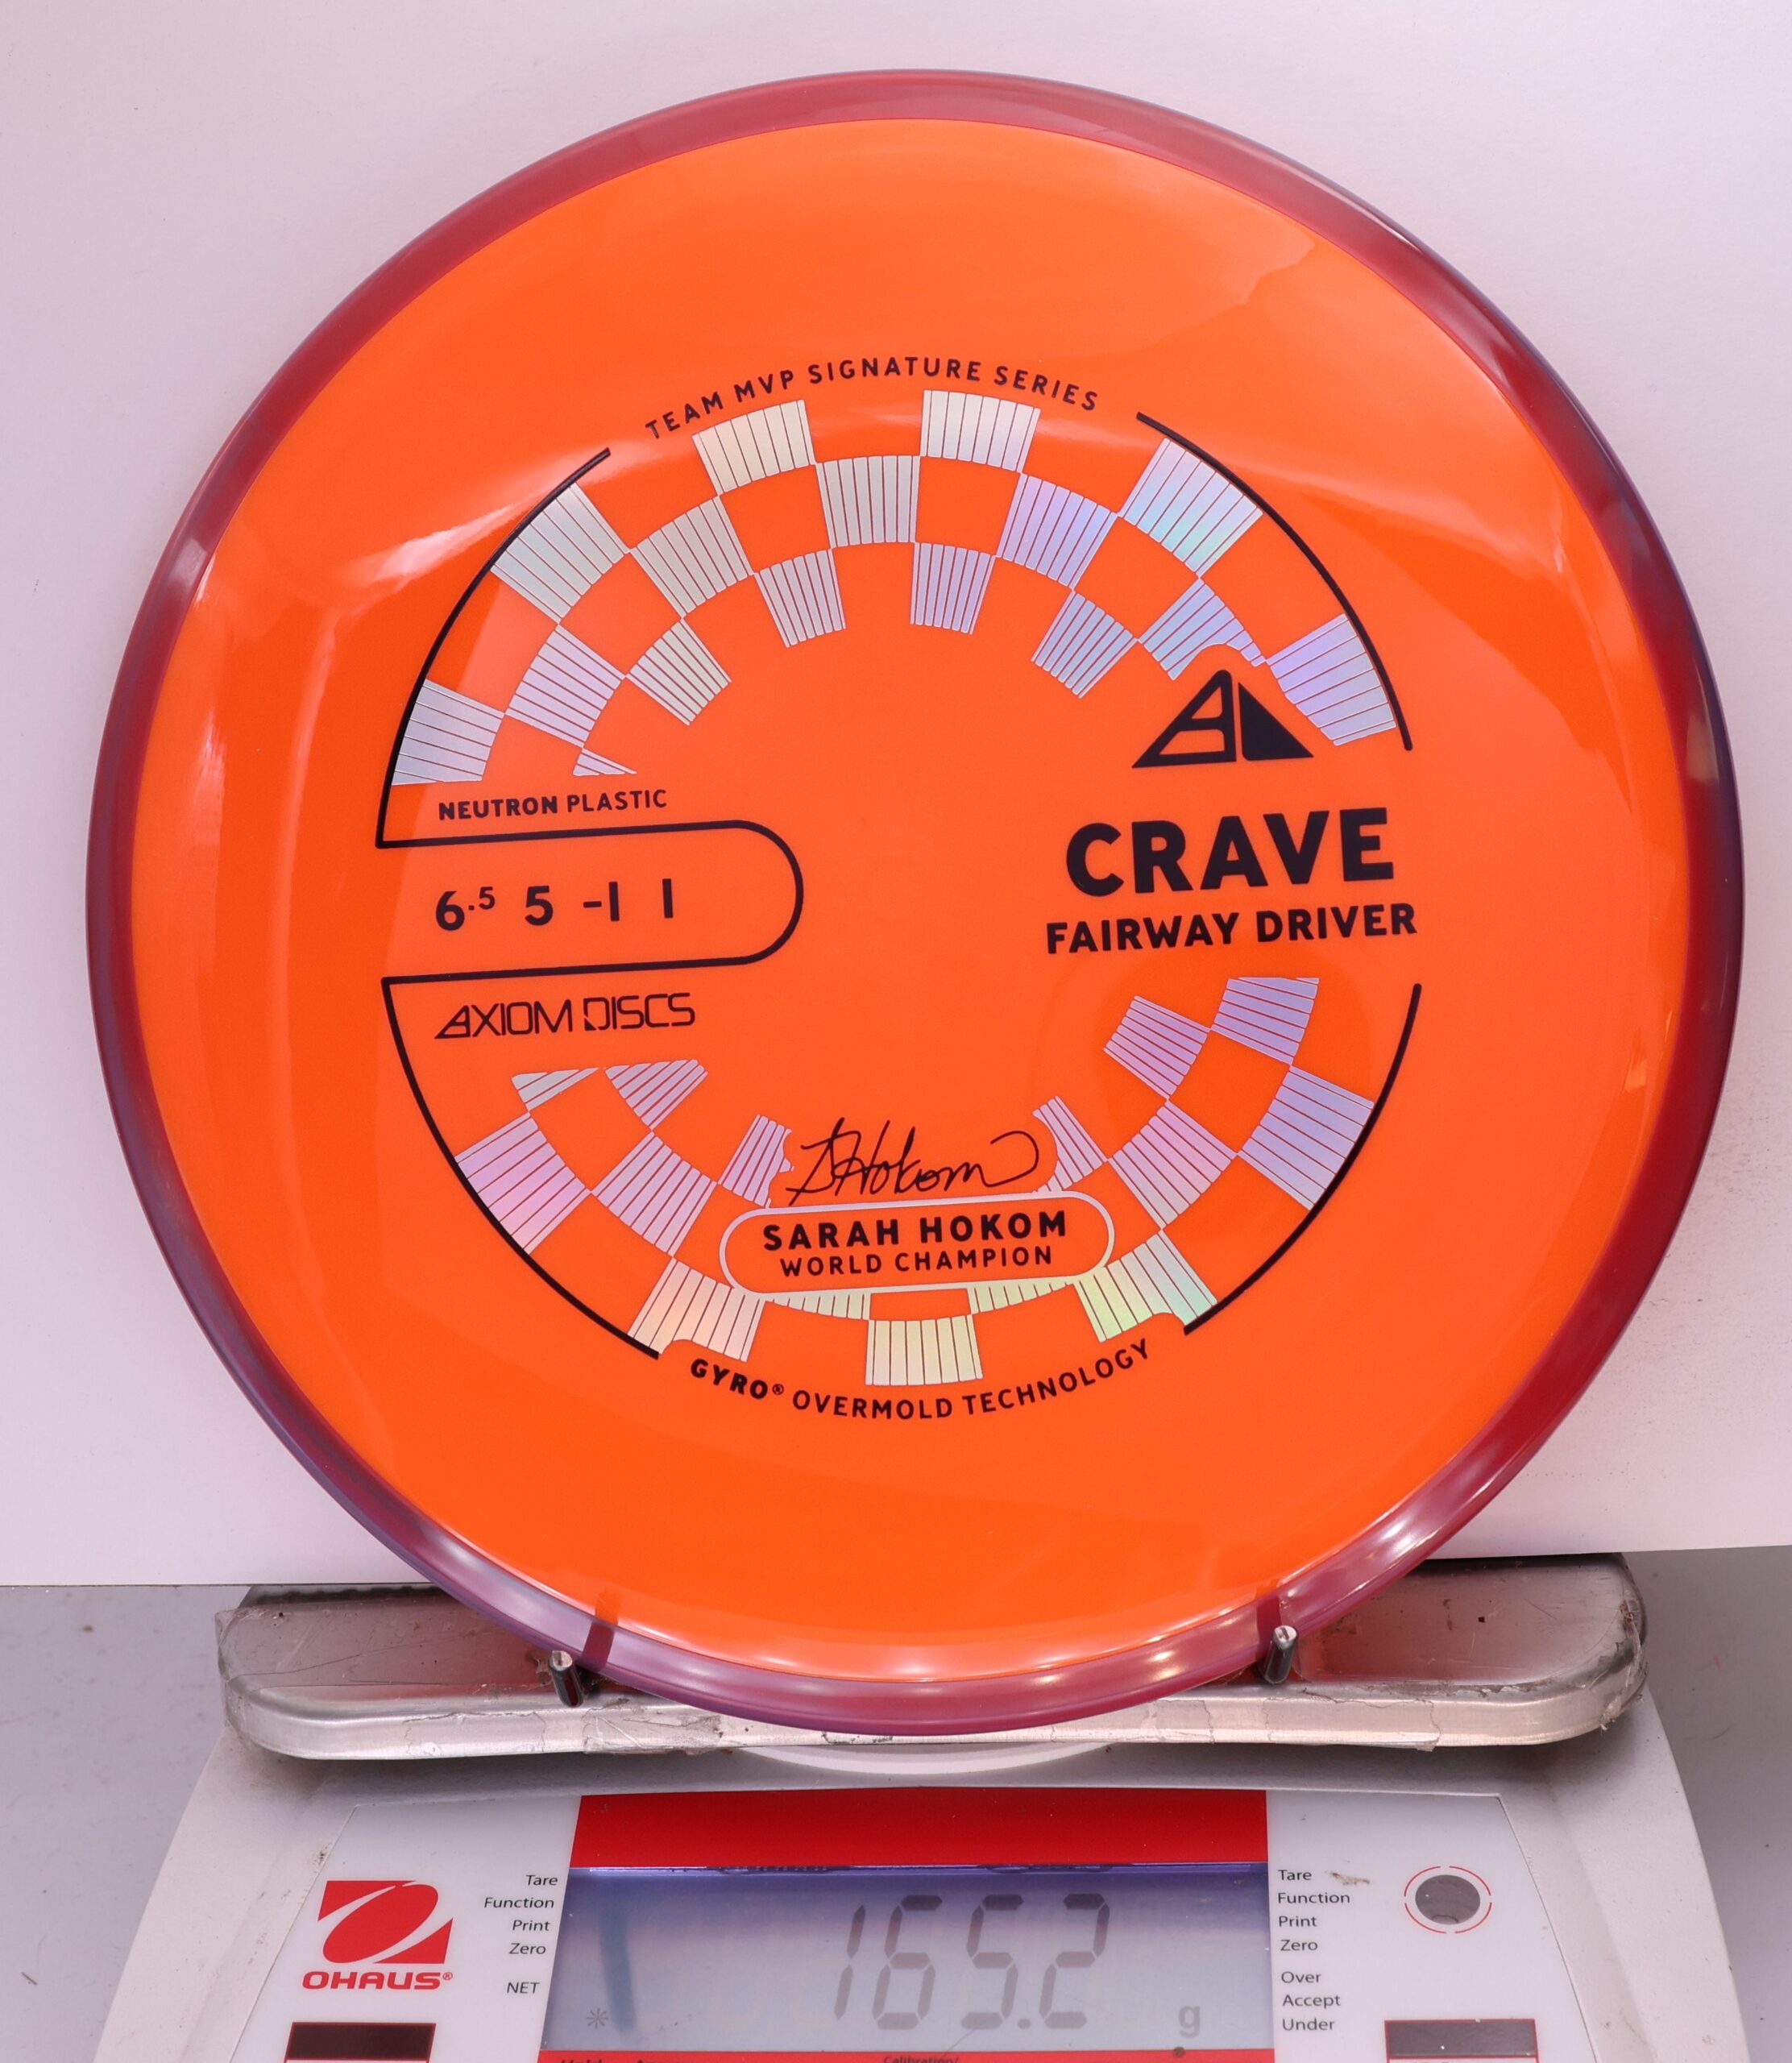 TEAM MVP SIGNATURE SERIES
NEUTRON PLASTIC
6.5 5 -1 1
CRAVE
FAIRWAY DRIVER
AXIOM DISCS
SHokom
SARAH HOKOM
WORLD CHAMPION
GYRO® OVERMOLD TECHNOLOGY
OHAUS®
Tare
Function
Print
Zero
NET
165.2 g
Tare
Function
Print
Zero
Over
Accept
Under